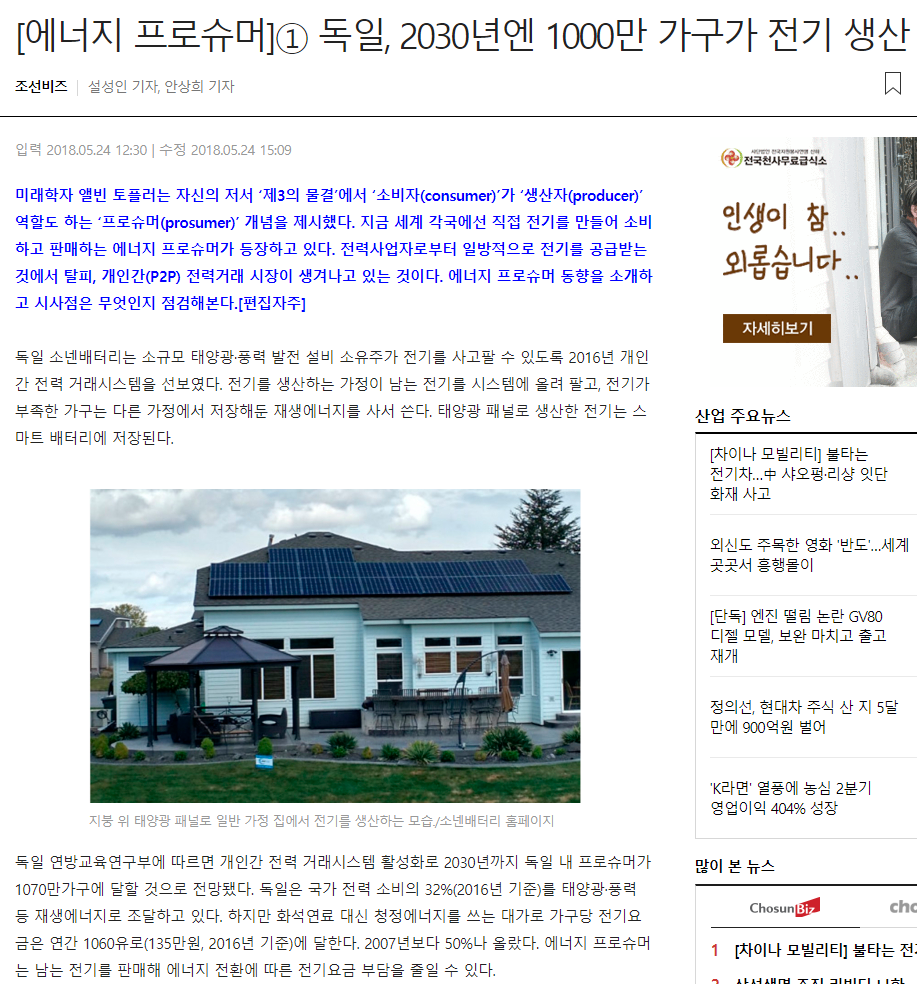 [에너지 프로슈머]① 독일, 2030년엔 1000만 가구가 전기 생산
조선비즈 | 설성인 기자, 안상희 기자
입력 2018.05.24 12:30 | 수정 2018.05.24 15:09
미래학자 앨빈 토플러는 자신의 저서 ‘제3의 물결’에서 ‘소비자(consumer)’가 ‘생산자(producer)’
역할도 하는 ‘프로슈머(prosumer)’ 개념을 제시했다. 지금 세계 각국에선 직접 전기를 만들어 소비
하고 판매하는 에너지 프로슈머가 등장하고 있다. 전력사업자로부터 일방적으로 전기를 공급받는
것에서 탈피, 개인간(P2P) 전력거래 시장이 생겨나고 있는 것이다. 에너지 프로슈머 동향을 소개하
고 시사점은 무엇인지 점검해본다.[편집자주]
독일 소넨배터리는 소규모 태양광·풍력 발전 설비 소유주가 전기를 사고팔 수 있도록 2016년 개인
간 전력 거래시스템을 선보였다. 전기를 생산하는 가정이 남는 전기를 시스템에 올려 팔고, 전기가
부족한 가구는 다른 가정에서 저장해둔 재생에너지를 사서 쓴다. 태양광 패널로 생산한 전기는 스
마트 배터리에 저장된다.
지붕 위 태양광 패널로 일반 가정 집에서 전기를 생산하는 모습./소넨배터리 홈페이지
독일 연방교육연구부에 따르면 개인간 전력 거래시스템 활성화로 2030년까지 독일 내 프로슈머가
1070만가구에 달할 것으로 전망됐다. 독일은 국가 전력 소비의 32%(2016년 기준)를 태양광·풍력
등 재생에너지로 조달하고 있다. 하지만 화석연료 대신 청정에너지를 쓰는 대가로 가구당 전기요
금은 연간 1060유로(135만원, 2016년 기준)에 달한다. 2007년보다 50%나 올랐다. 에너지 프로슈머
는 남는 전기를 판매해 에너지 전환에 따른 전기요금 부담을 줄일 수 있다.
전국천사무료급식소
인생이 참..
외롭습니다..
자세히보기
산업 주요뉴스
[차이나 모빌리티] 불타는
전기차...中 샤오펑·리샹 잇단
화재 사고
외신도 주목한 영화 '반도'...세계
곳곳서 흥행몰이
[단독] 엔진 떨림 논란 GV80
디젤 모델, 보완 마치고 출고
재개
정의선, 현대차 주식 산 지 5달
만에 900억원 벌어
'K라면' 열풍에 농심 2분기
영업이익 404% 성장
많이 본 뉴스
ChosunBiz cho
1 [차이나 모빌리티] 불타는 전